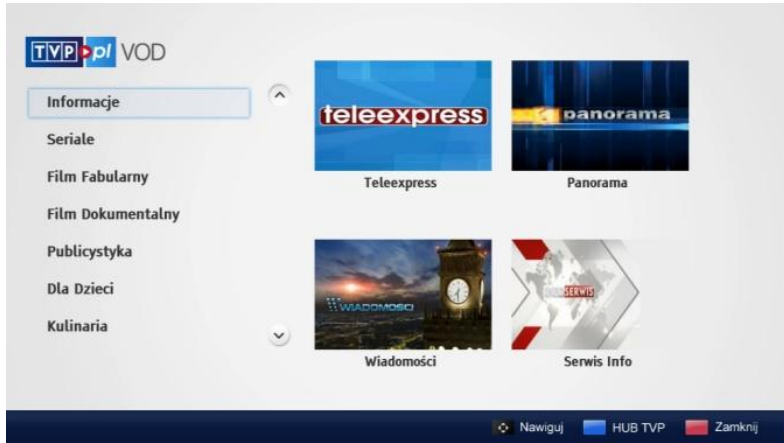 TVP pl VOD
Informacje
Seriale
Film Fabularny
Film Dokumentalny
Publicystyka
Dla Dzieci
Kulinaria
teleexpress
panorama
Teleexpress
Panorama
WIADOMOSCI
SERWIS
Wiadomości
Serwis Info
Nawiguj
HUB TVP
Zamknij